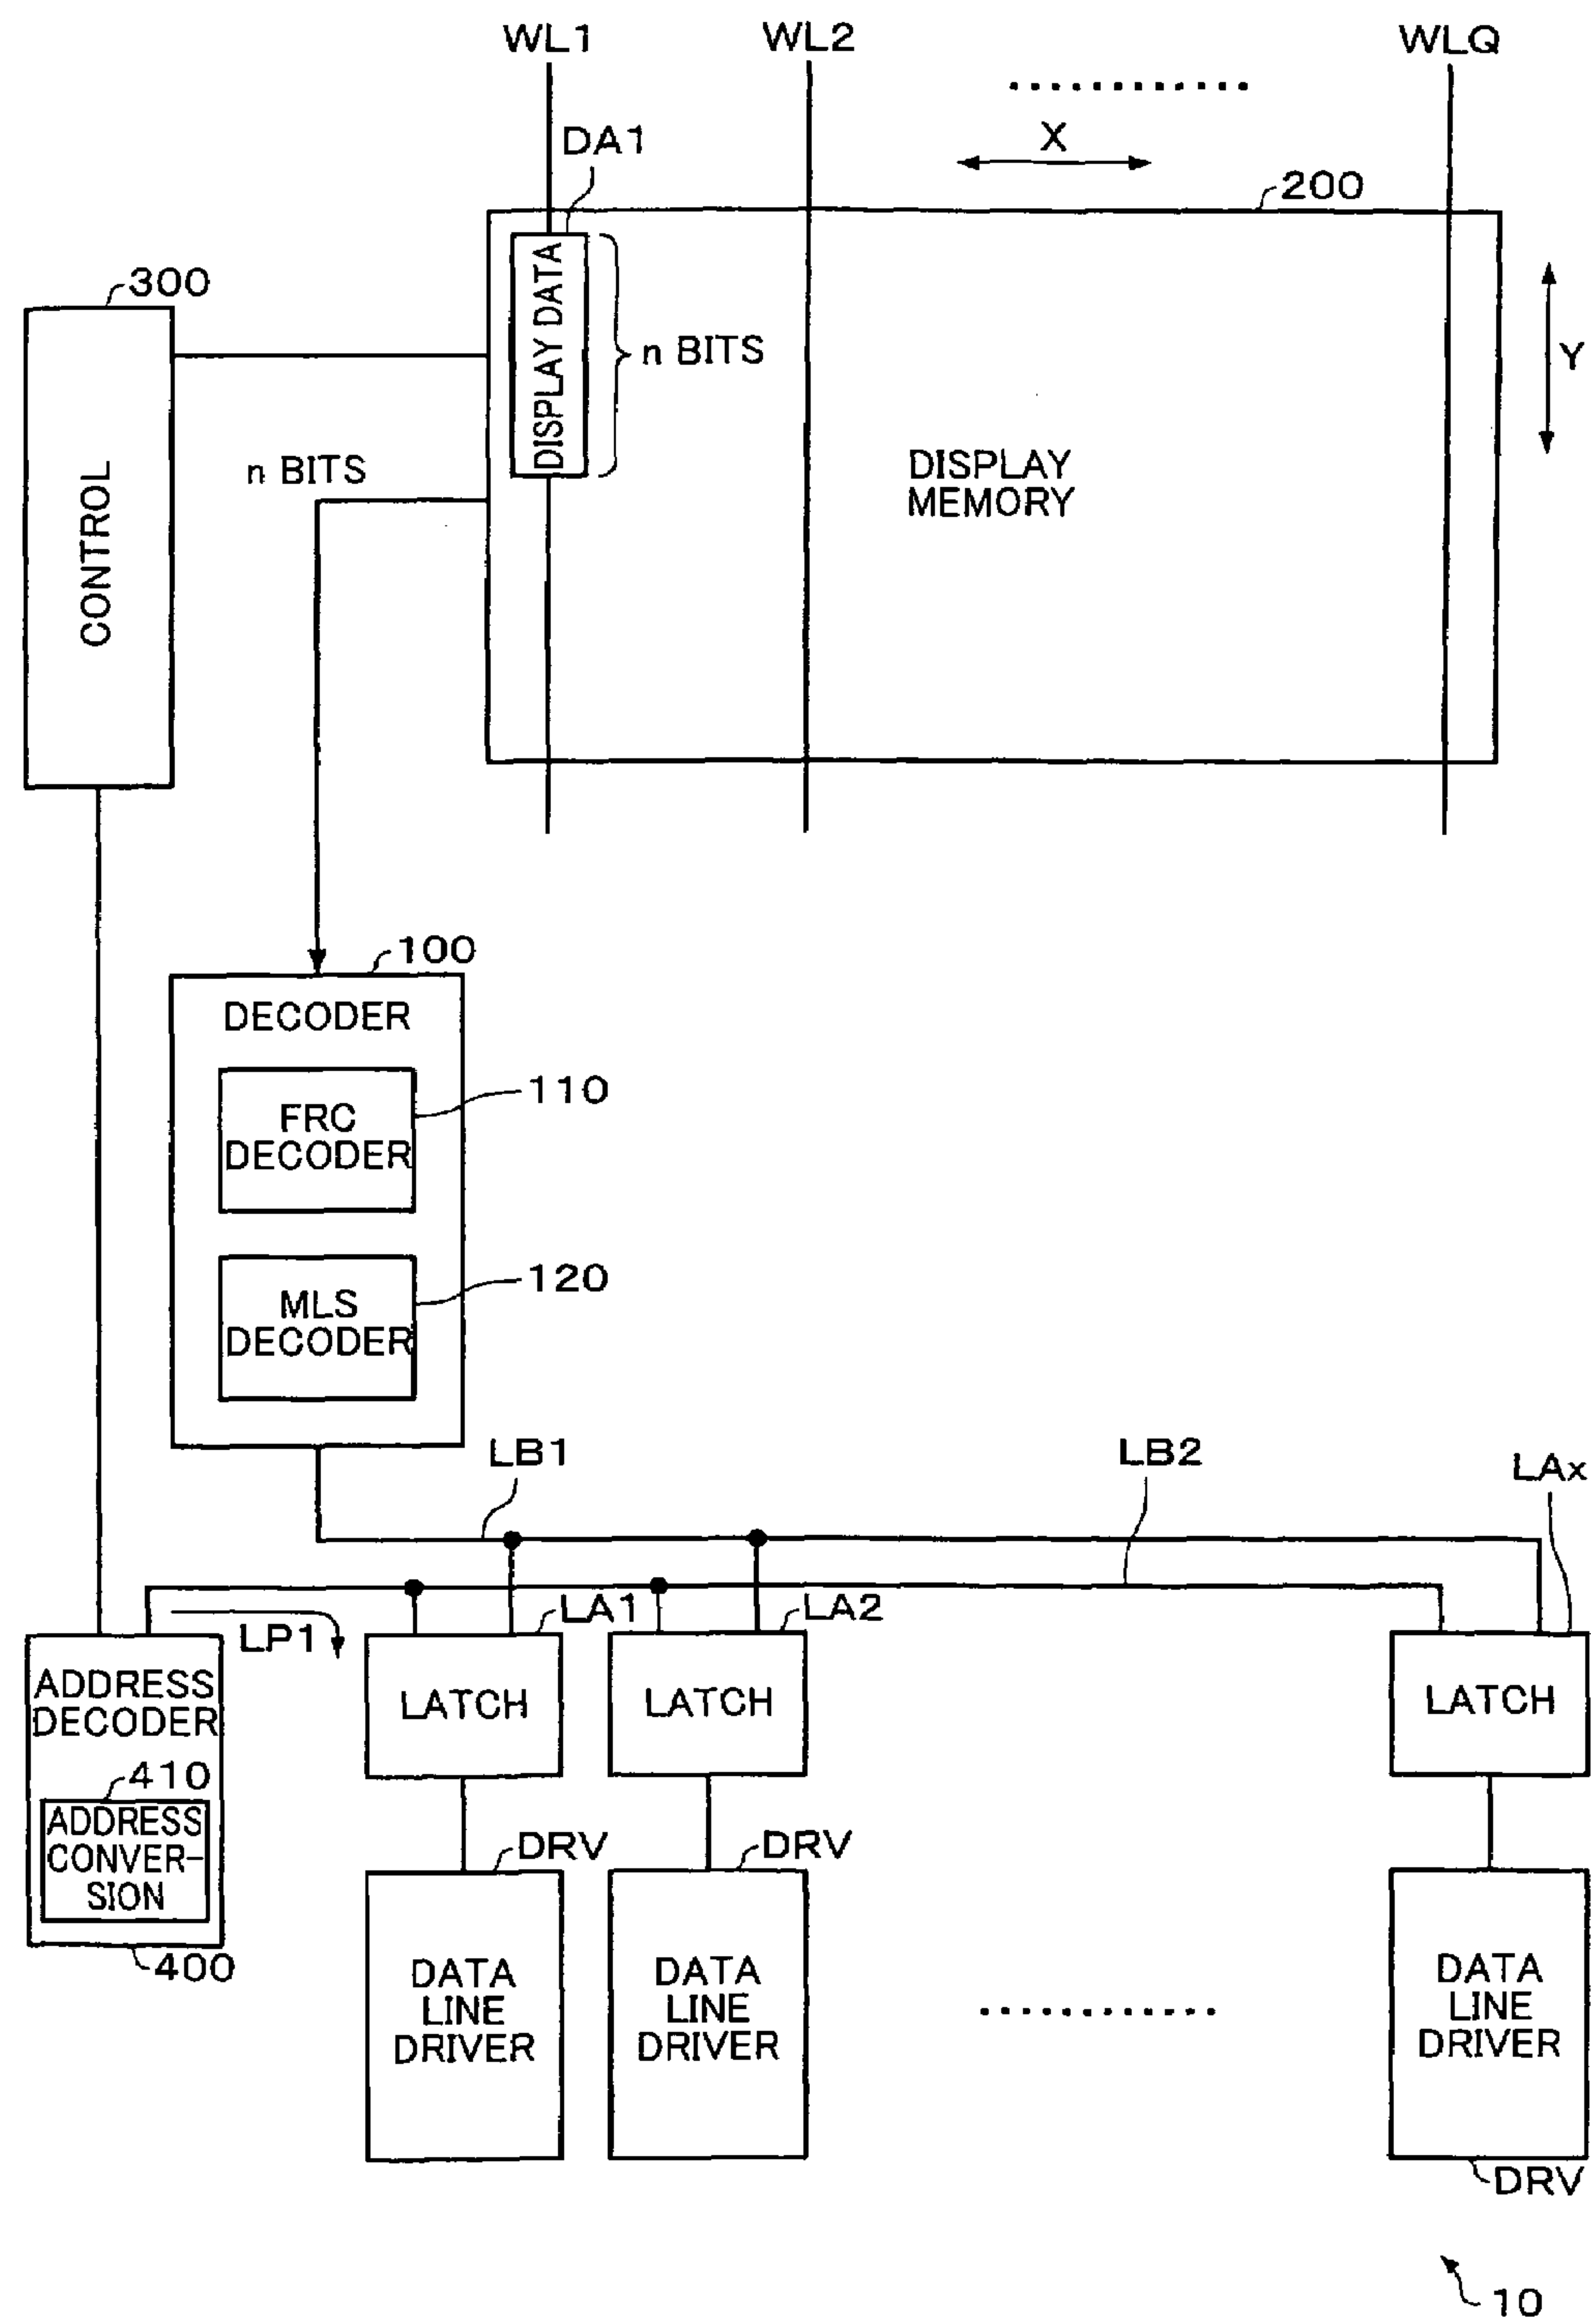 WL1 WL2 WLQ
X
DA1
200
300
DISPLAY DATA
n BITS
Y
n BITS
DISPLAY
MEMORY
CONTROL
100
DECODER
110
FRC
DECODER
120
MLS
DECODER
LB1 LB2 LAx
LP1
LA1 LA2
ADDRESS
DECODER
LATCH LATCH LATCH
410
ADDRESS
CONVER-
SION
400
DRV DRV
DATA
LINE
DRIVER
DATA
LINE
DRIVER
DATA
LINE
DRIVER
DRV
10